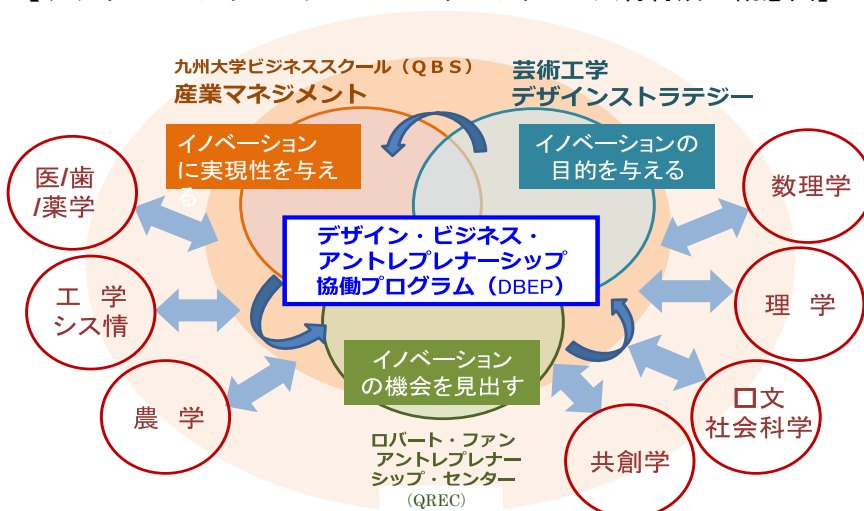 九州大学ビジネススクール（ＱＢＳ）
産業マネジメント
芸術工学
デザインストラテジー
イノベーション
に実現性を与え
る
イノベーションの
目的を与える
医/歯
/薬学
数理学
デザイン・ビジネス・
アントレプレナーシップ
協働プログラム（DBEP）
工　学
シス情
理　学
イノベーション
の機会を見出す
農　学
口文
社会科学
ロバート・ファン
アントレプレナー
シップ・センター
（QREC）
共創学